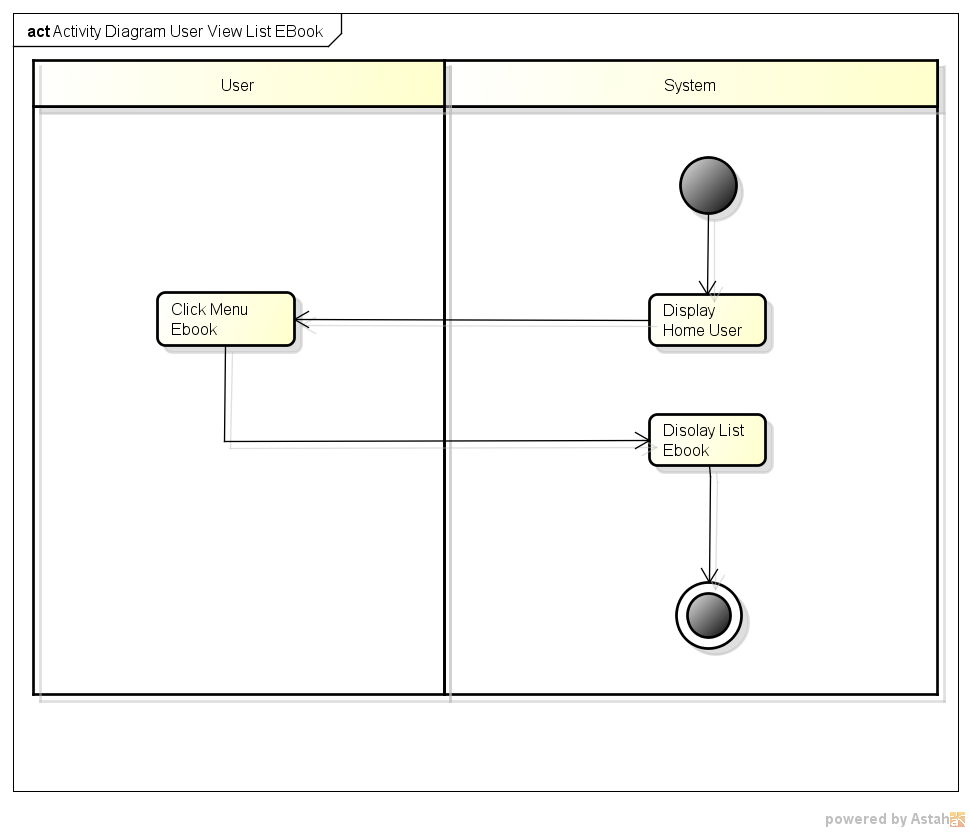 act Activity Diagram User View List EBook
User
System
Click Menu
Ebook
Display
Home User
Disolay List
Ebook
powered by Astah